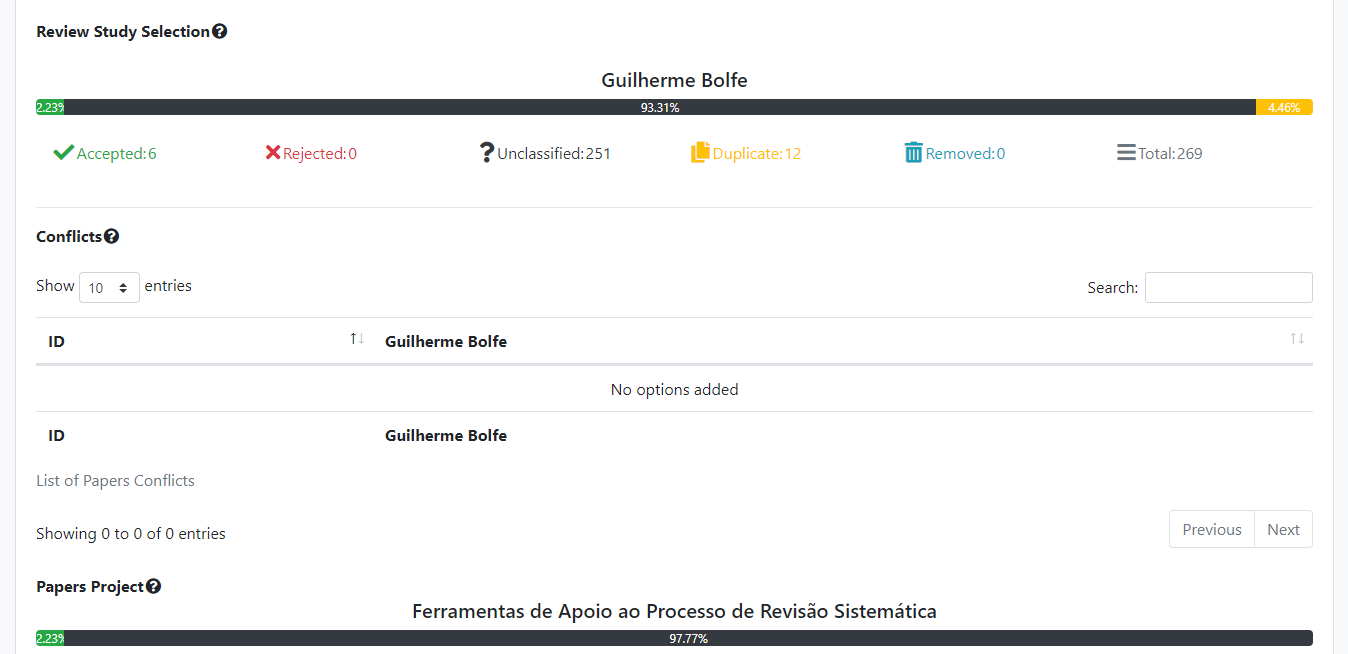 Review Study Selection
Guilherme Bolfe
2.23% 93.31% 4.46%
Accepted:6 Rejected:0 Unclassified:251 Duplicate:12 Removed:0 Total:269
Conflicts
Show 10 entries Search:
ID Guilherme Bolfe
No options added
ID Guilherme Bolfe
List of Papers Conflicts
Showing 0 to 0 of 0 entries Previous Next
Papers Project
Ferramentas de Apoio ao Processo de Revisão Sistemática
2.23% 97.77%